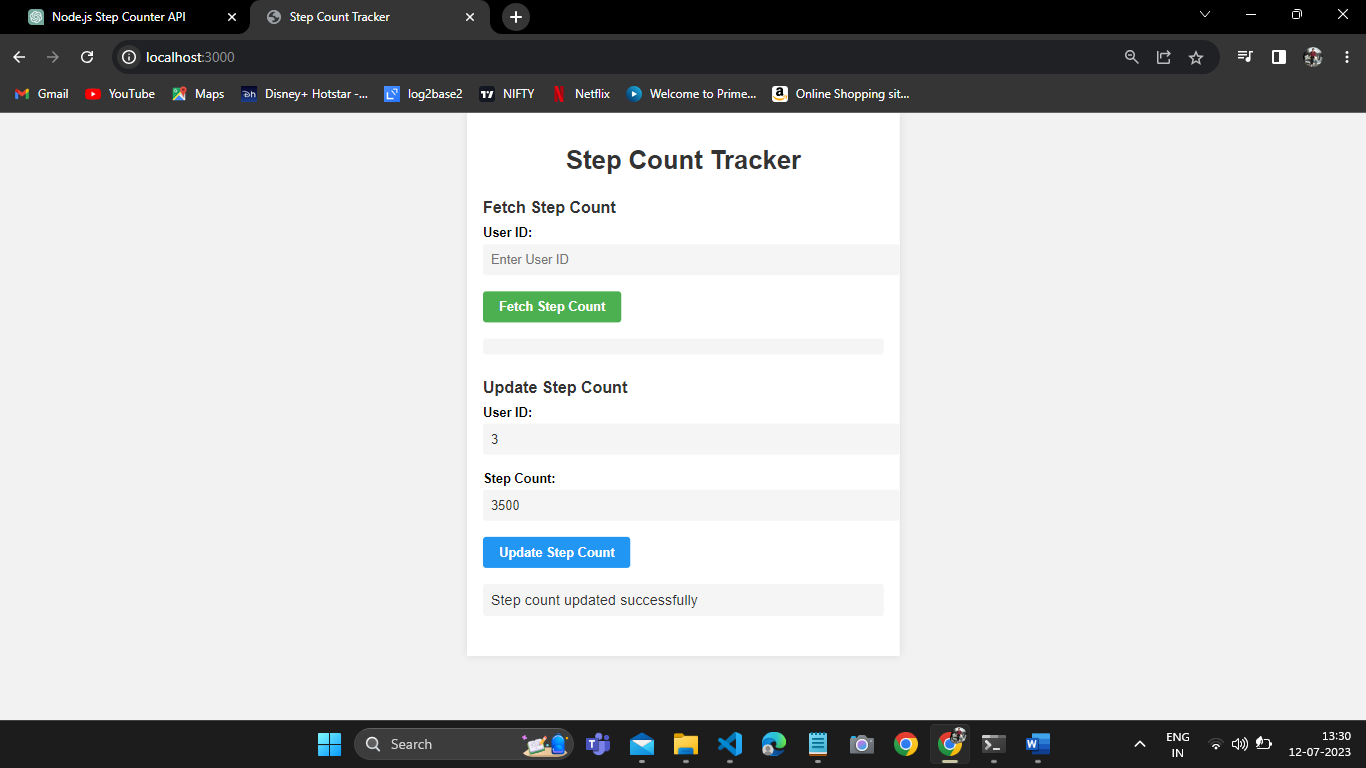 Node.js Step Counter API
Step Count Tracker
localhost:3000
Gmail
YouTube
Maps
Disney+ Hotstar -...
log2base2
NIFTY
Netflix
Welcome to Prime...
Online Shopping sit...
Step Count Tracker
Fetch Step Count
User ID:
Enter User ID
Fetch Step Count
Update Step Count
User ID:
3
Step Count:
3500
Update Step Count
Step count updated successfully
Search
ENG
IN
13:30
12-07-2023